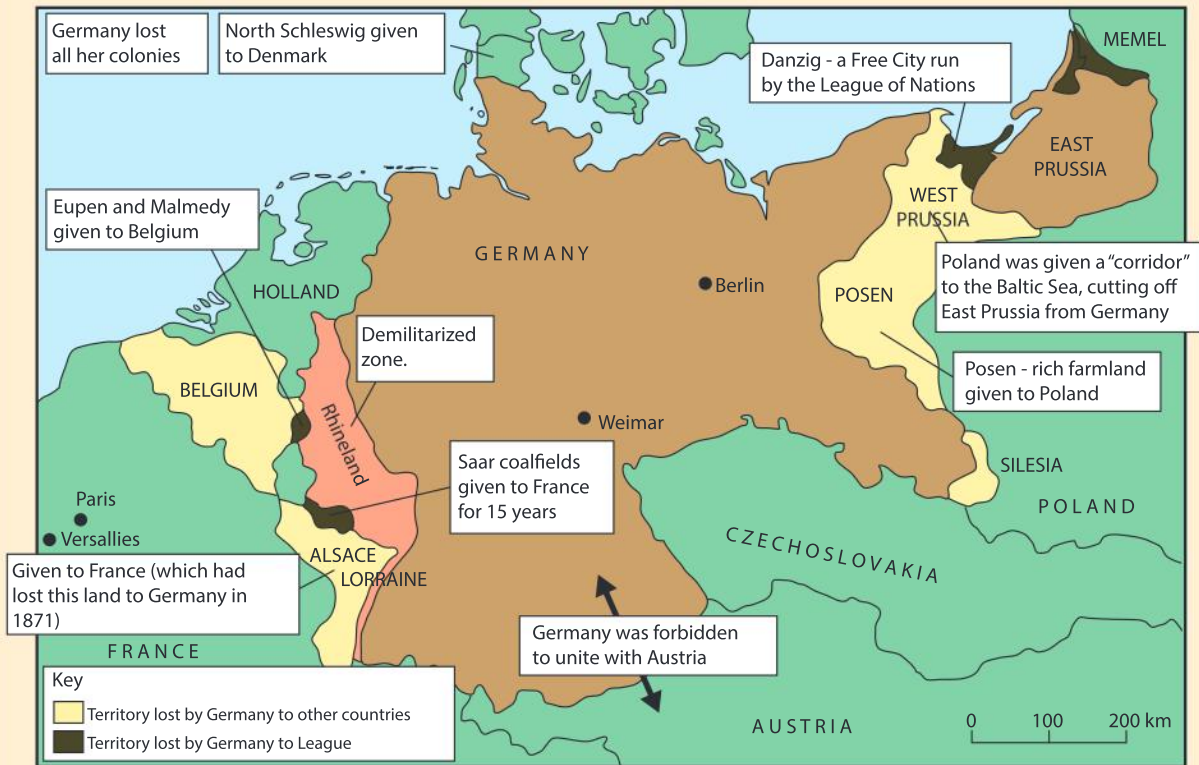 Germany lost
all her colonies
North Schleswig given
to Denmark
MEMEL
Danzig - a Free City run
by the League of Nations
EAST
PRUSSIA
Eupen and Malmedy
given to Belgium
WEST
PRUSSIA
GERMANY
Poland was given a “corridor”
to the Baltic Sea, cutting off
East Prussia from Germany
HOLLAND
Berlin
POSEN
Demilitarized
zone.
Posen - rich farmland
given to Poland
BELGIUM
Rhineland
Weimar
Saar coalfields
given to France
for 15 years
SILESIA
POLAND
Paris
Versallies
CZECHOSLOVAKIA
ALSACE
LORRAINE
Given to France (which had
lost this land to Germany in
1871)
Germany was forbidden
to unite with Austria
FRANCE
Key
Territory lost by Germany to other countries
Territory lost by Germany to League
AUSTRIA
0 100 200 km